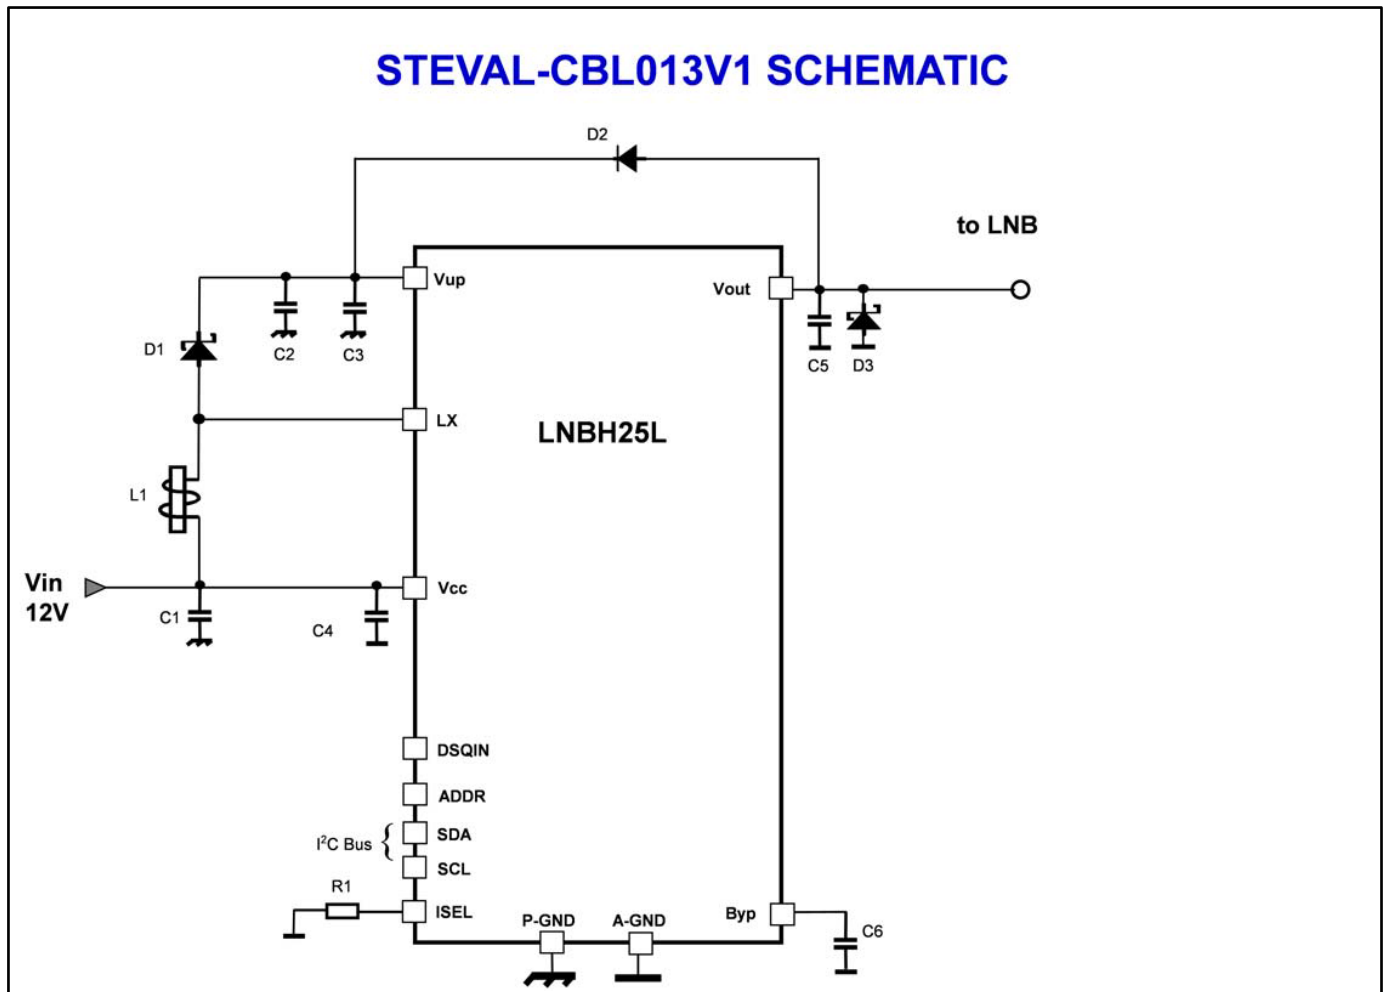 STEVAL-CBL013V1 SCHEMATIC
D2
to LNB
Vup
Vout
D1
C2
C3
C5
D3
LX
LNBH25L
L1
Vin
12V
Vcc
C1
C4
DSQIN
ADDR
I²C Bus {
SDA
SCL
R1
ISEL
P-GND
A-GND
Byp
C6